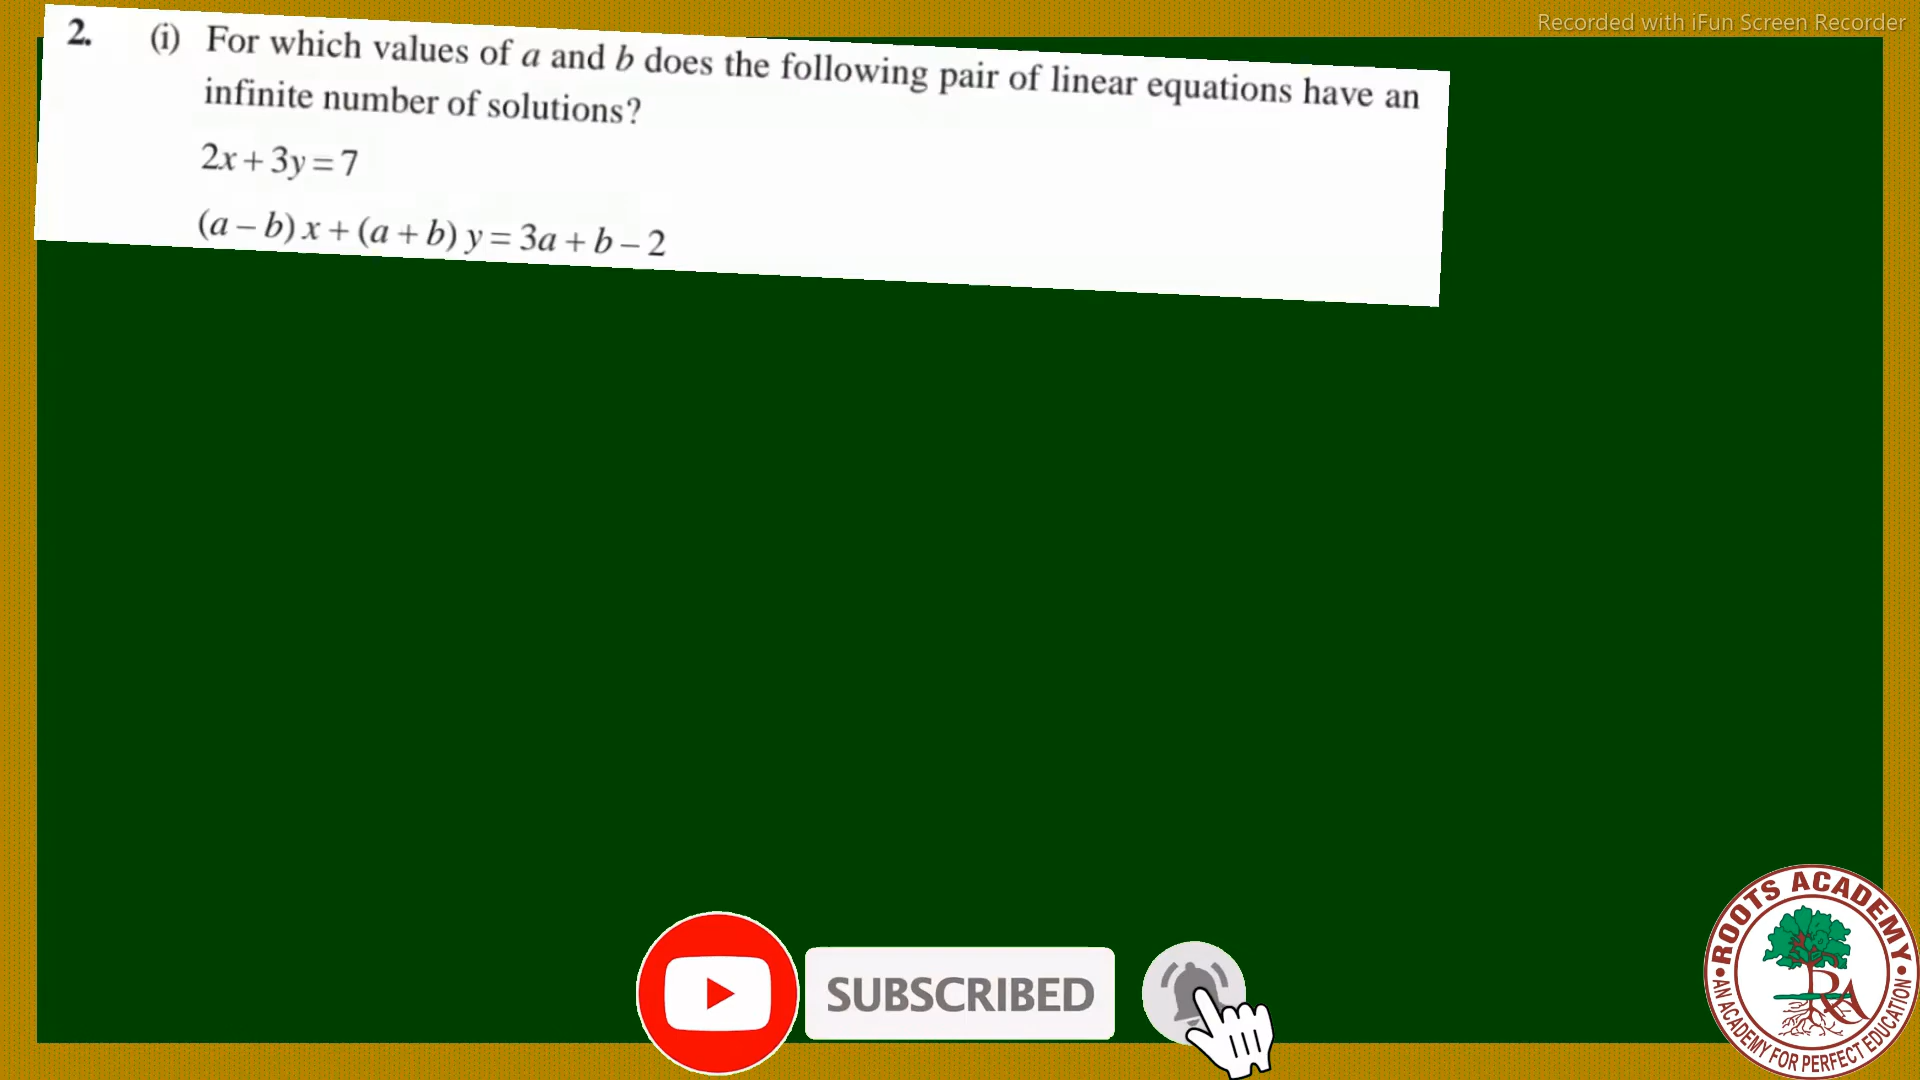 Recorded with iFun Screen Recorder
2. (i) For which values of a and b does the following pair of linear equations have an
infinite number of solutions?
2x + 3y = 7
(a – b) x + (a + b) y = 3a + b – 2
SUBSCRIBED
ROOTS ACADEMY
RA
AN ACADEMY FOR PERFECT EDUCATION